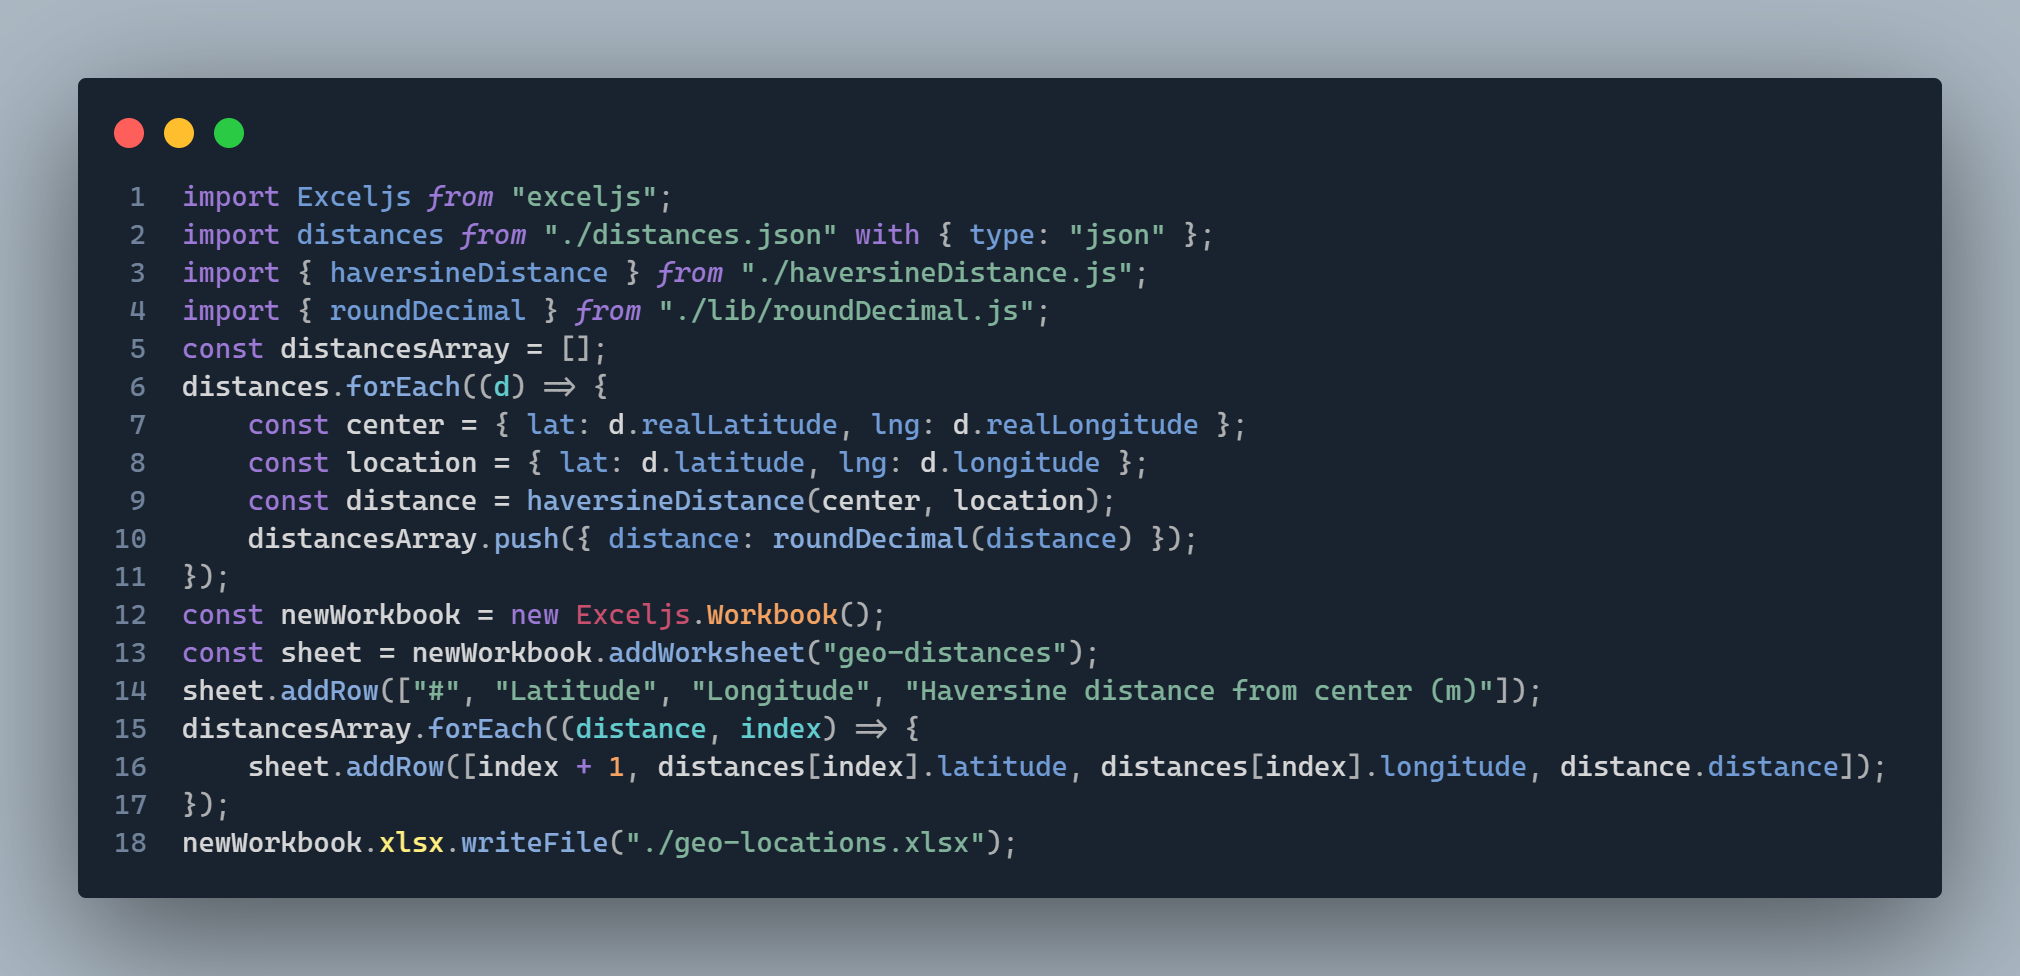 1 import Exceljs from "exceljs";
2 import distances from "./distances.json" with { type: "json" };
3 import { haversineDistance } from "./haversineDistance.js";
4 import { roundDecimal } from "./lib/roundDecimal.js";
5 const distancesArray = [];
6 distances.forEach((d) => {
7     const center = { lat: d.realLatitude, lng: d.realLongitude };
8     const location = { lat: d.latitude, lng: d.longitude };
9     const distance = haversineDistance(center, location);
10     distancesArray.push({ distance: roundDecimal(distance) });
11 });
12 const newWorkbook = new Exceljs.Workbook();
13 const sheet = newWorkbook.addWorksheet("geo-distances");
14 sheet.addRow(["#", "Latitude", "Longitude", "Haversine distance from center (m)"]);
15 distancesArray.forEach((distance, index) => {
16     sheet.addRow([index + 1, distances[index].latitude, distances[index].longitude, distance.distance]);
17 });
18 newWorkbook.xlsx.writeFile("./geo-locations.xlsx");